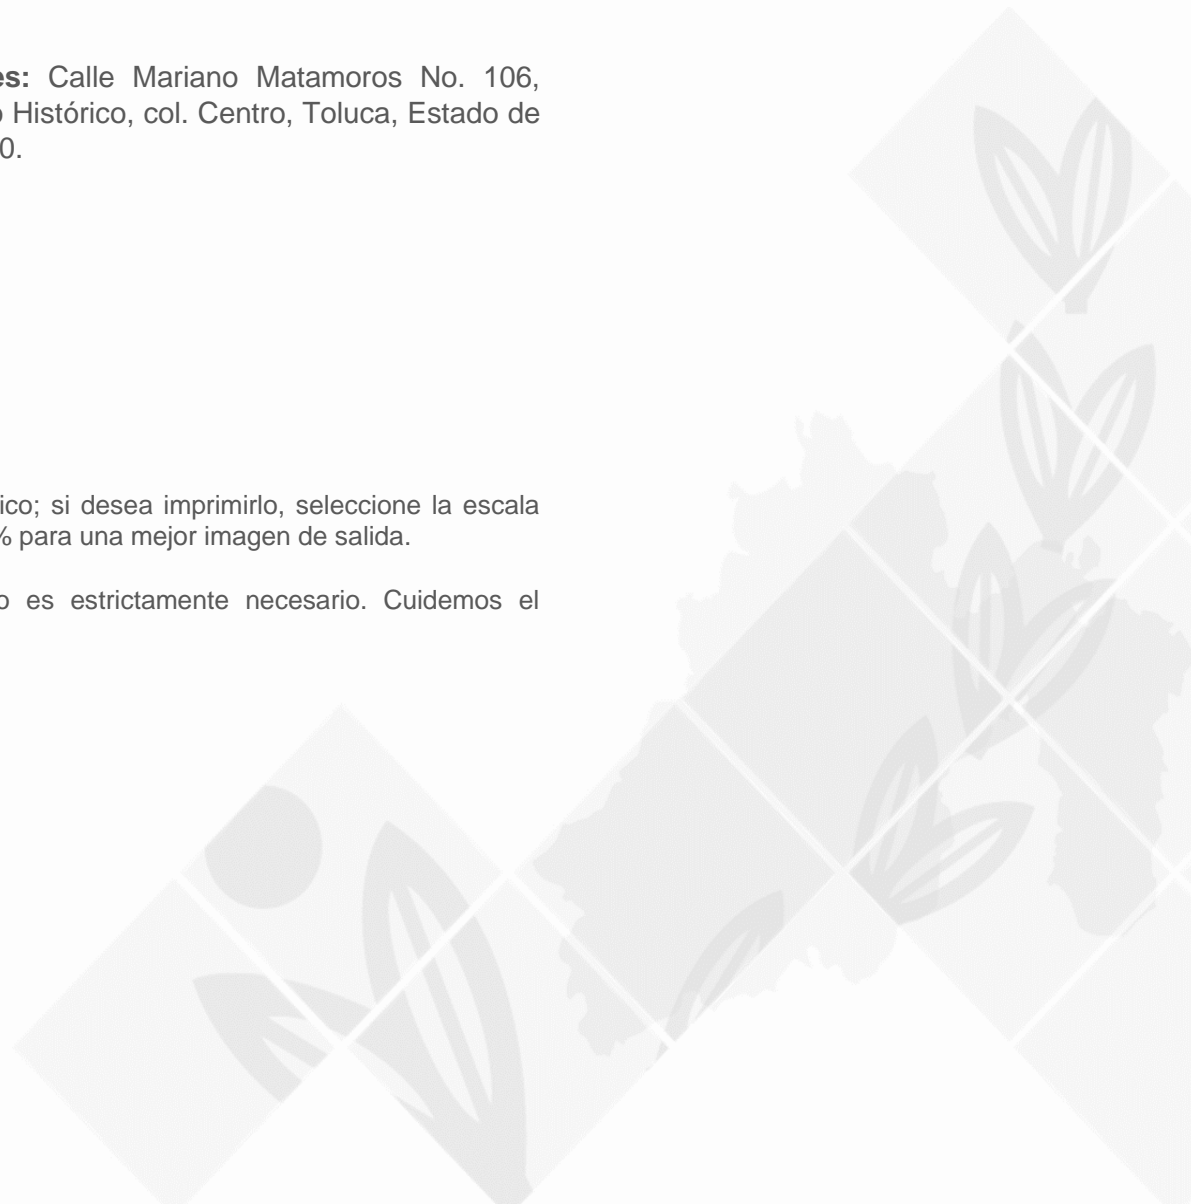 es: Calle Mariano Matamoros No. 106,
o Histórico, col. Centro, Toluca, Estado de
0.
ico; si desea imprimirlo, seleccione la escala
% para una mejor imagen de salida.
o es estrictamente necesario. Cuidemos el